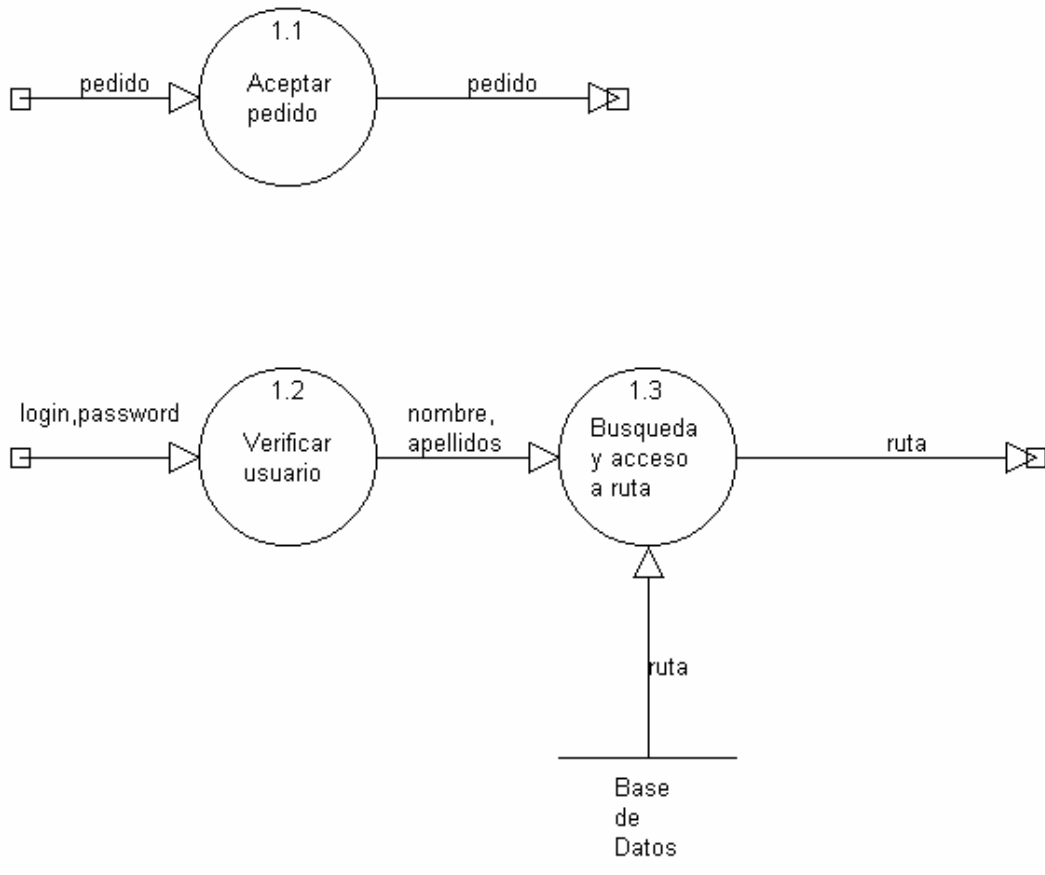 1.1
pedido
Aceptar
pedido
pedido
1.2
login,password
Verificar
usuario
nombre,
apellidos
1.3
Busqueda
y acceso
a ruta
ruta
ruta
Base
de
Datos